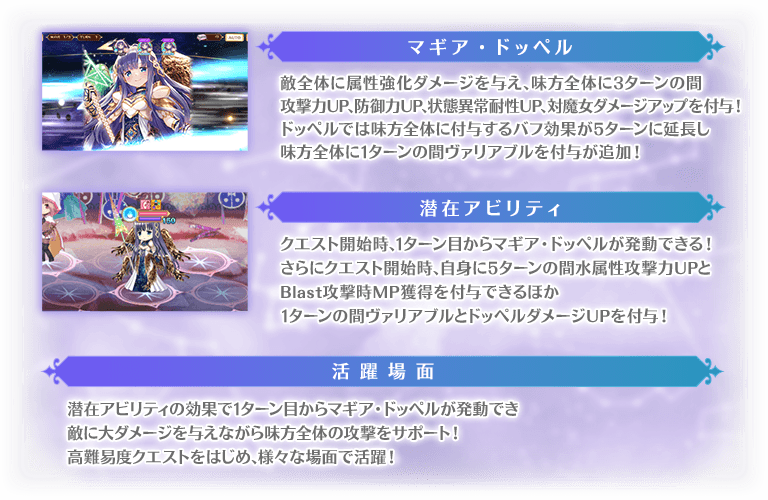 マギア・ドッペル
敵全体に属性強化ダメージを与え、味方全体に3ターンの間
攻撃力UP、防御力UP、状態異常耐性UP、対魔女ダメージアップを付与！
ドッペルでは味方全体に付与するバフ効果が5ターンに延長し
味方全体に1ターンの間ヴァリアブルを付与が追加！
潜在アビリティ
クエスト開始時、1ターン目からマギア・ドッペルが発動できる！
さらにクエスト開始時、自身に5ターンの間水属性攻撃力UPと
Blast攻撃時MP獲得を付与できるほか
1ターンの間ヴァリアブルとドッペルダメージUPを付与！
活躍場面
潜在アビリティの効果で1ターン目からマギア・ドッペルが発動でき
敵に大ダメージを与えながら味方全体の攻撃をサポート！
高難易度クエストをはじめ、様々な場面で活躍！